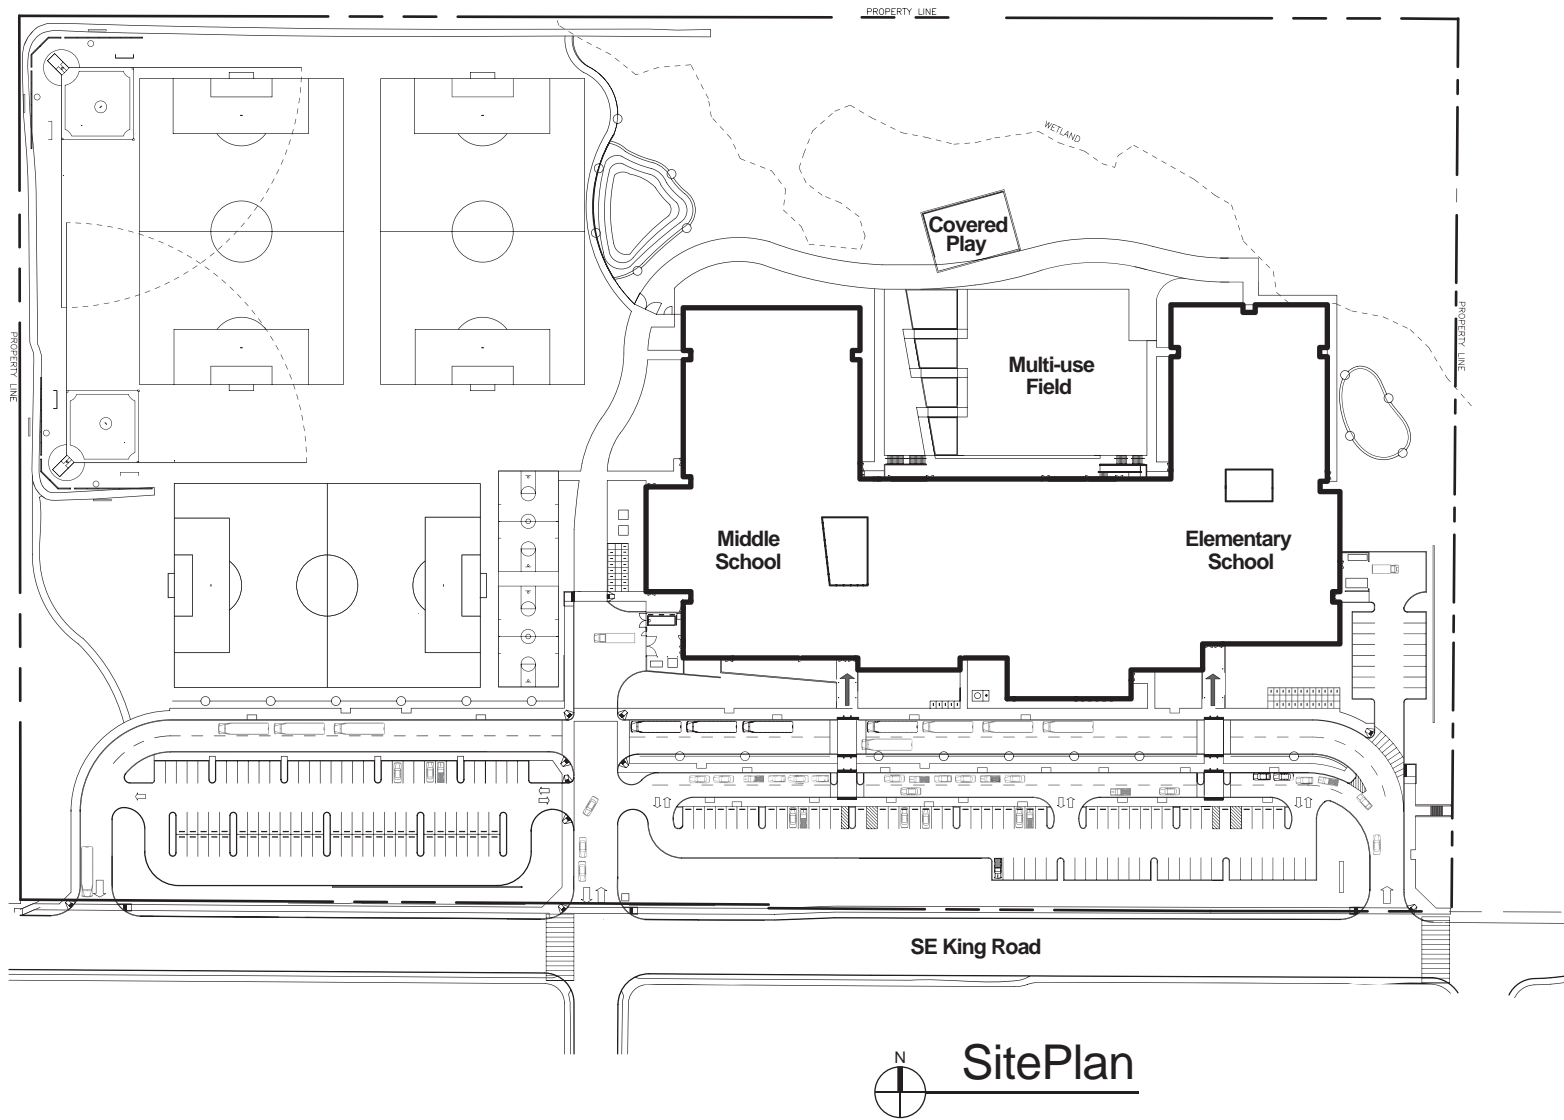 PROPERTY LINE
WETLAND
Covered
Play
PROPERTY LINE
PROPERTY LINE
Multi-use
Field
Middle
School
Elementary
School
SE King Road
N
SitePlan